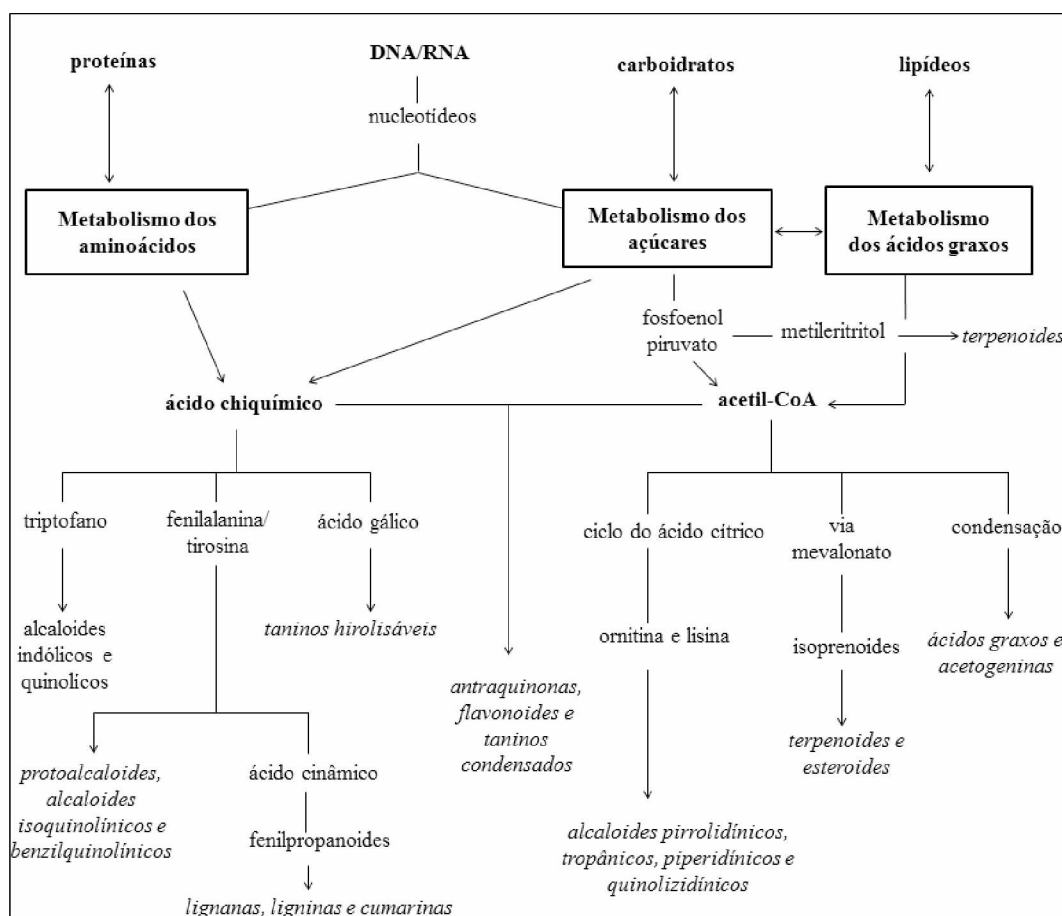 proteínas
DNA/RNA
carboidratos
lipídeos
nucleotídeos
Metabolismo dos
aminoácidos
Metabolismo dos
açúcares
Metabolismo
dos ácidos graxos
fosfoenol
piruvato
metileritritol
terpenoides
ácido chiquímico
acetil-CoA
triptofano
fenilalanina/
tirosina
ácido gálico
ciclo do ácido cítrico
via
mevalonato
condensação
alcaloides
indólicos e
quinolícos
taninos hirolisáveis
ornitina e lisina
isoprenoides
ácidos graxos e
acetogeninas
antraquinonas,
flavonoides e
taninos
condensados
terpenoides e
esteroides
protoalcaloides,
alcaloides
isoquinolínicos e
benzilquinolínicos
ácido cinâmico
fenilpropanoides
alcaloides pirrolidínicos,
tropânicos, piperidínicos e
quinolizidínicos
lignanas, ligninas e cumarinas